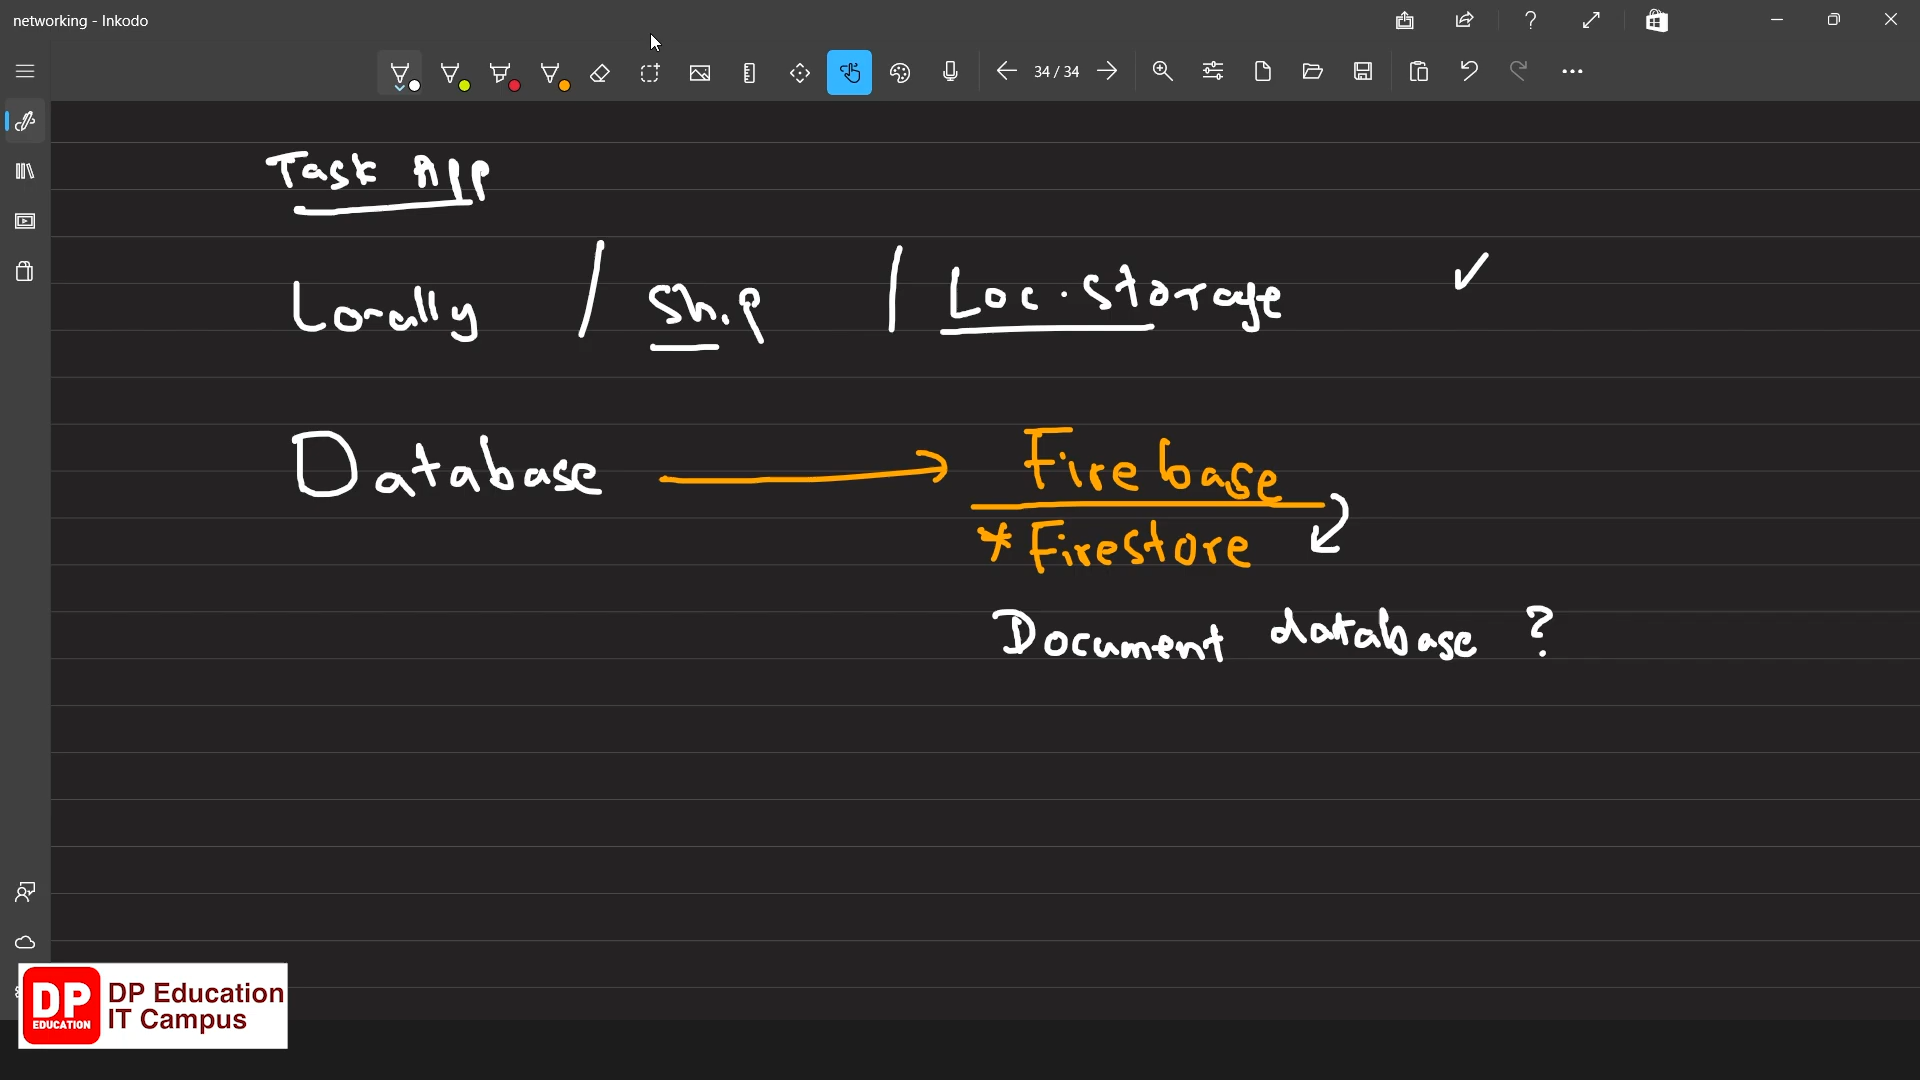 networking - Inkodo
34 / 34
Task App
Locally / Sh.p | Loc. Storage ✓
Database → Firebase
* Firestore
Document database ?
DP EDUCATION
DP Education
IT Campus